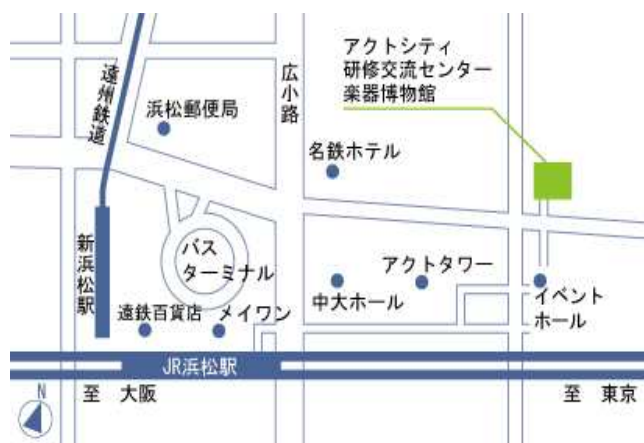 アクトシティ
研修交流センター
楽器博物館
遠州鉄道
広小路
浜松郵便局
名鉄ホテル
新浜松駅
バス
ターミナル
アクトタワー
中大ホール
イベント
ホール
遠鉄百貨店
メイワン
JR浜松駅
N
至 大阪
至 東京